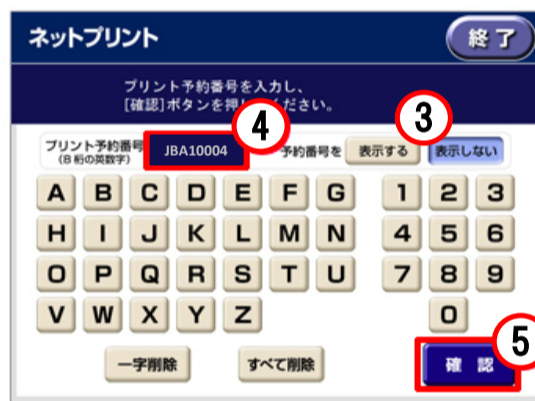 ネットプリント
終了
プリント予約番号を入力し、
[確認]ボタンを押してください。
4
3
プリント予約番号
(8桁の英数字)
JBA10004
予約番号を
表示する
表示しない
A B C D E F G 1 2 3
H I J K L M N 4 5 6
O P Q R S T U 7 8 9
V W X Y Z 0
5
一字削除
すべて削除
確認